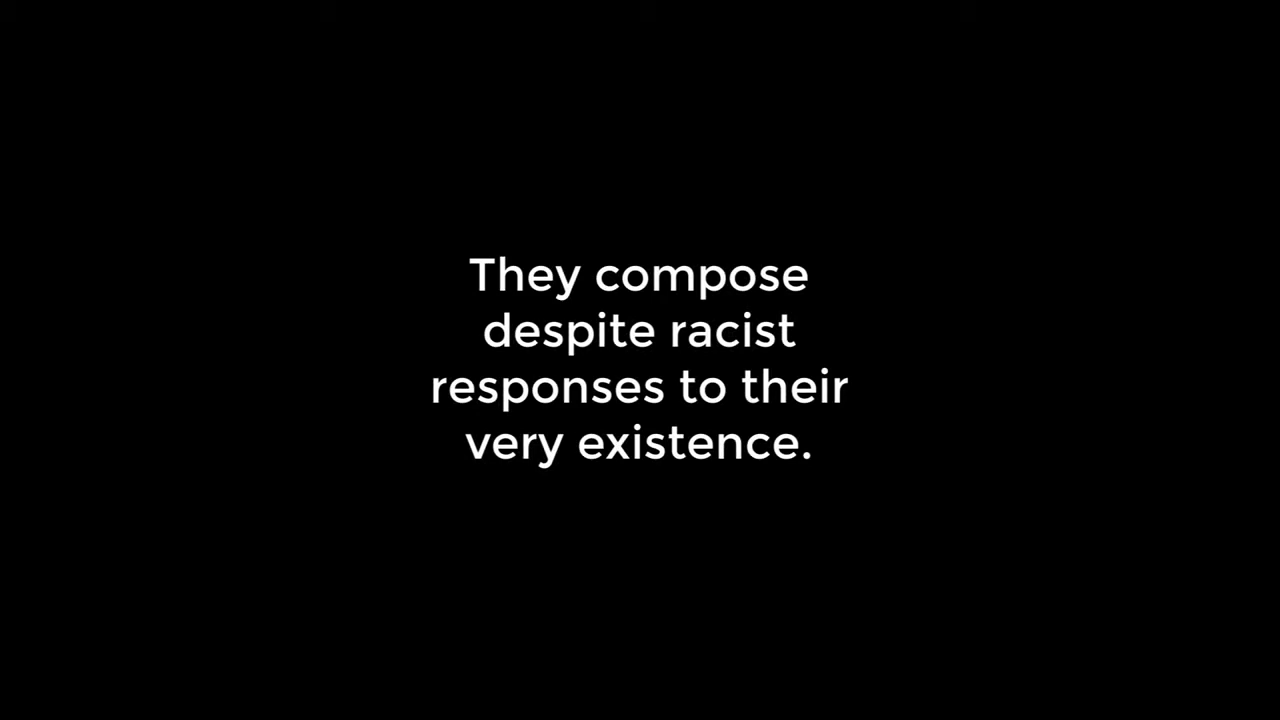 They compose
despite racist
responses to their
very existence.